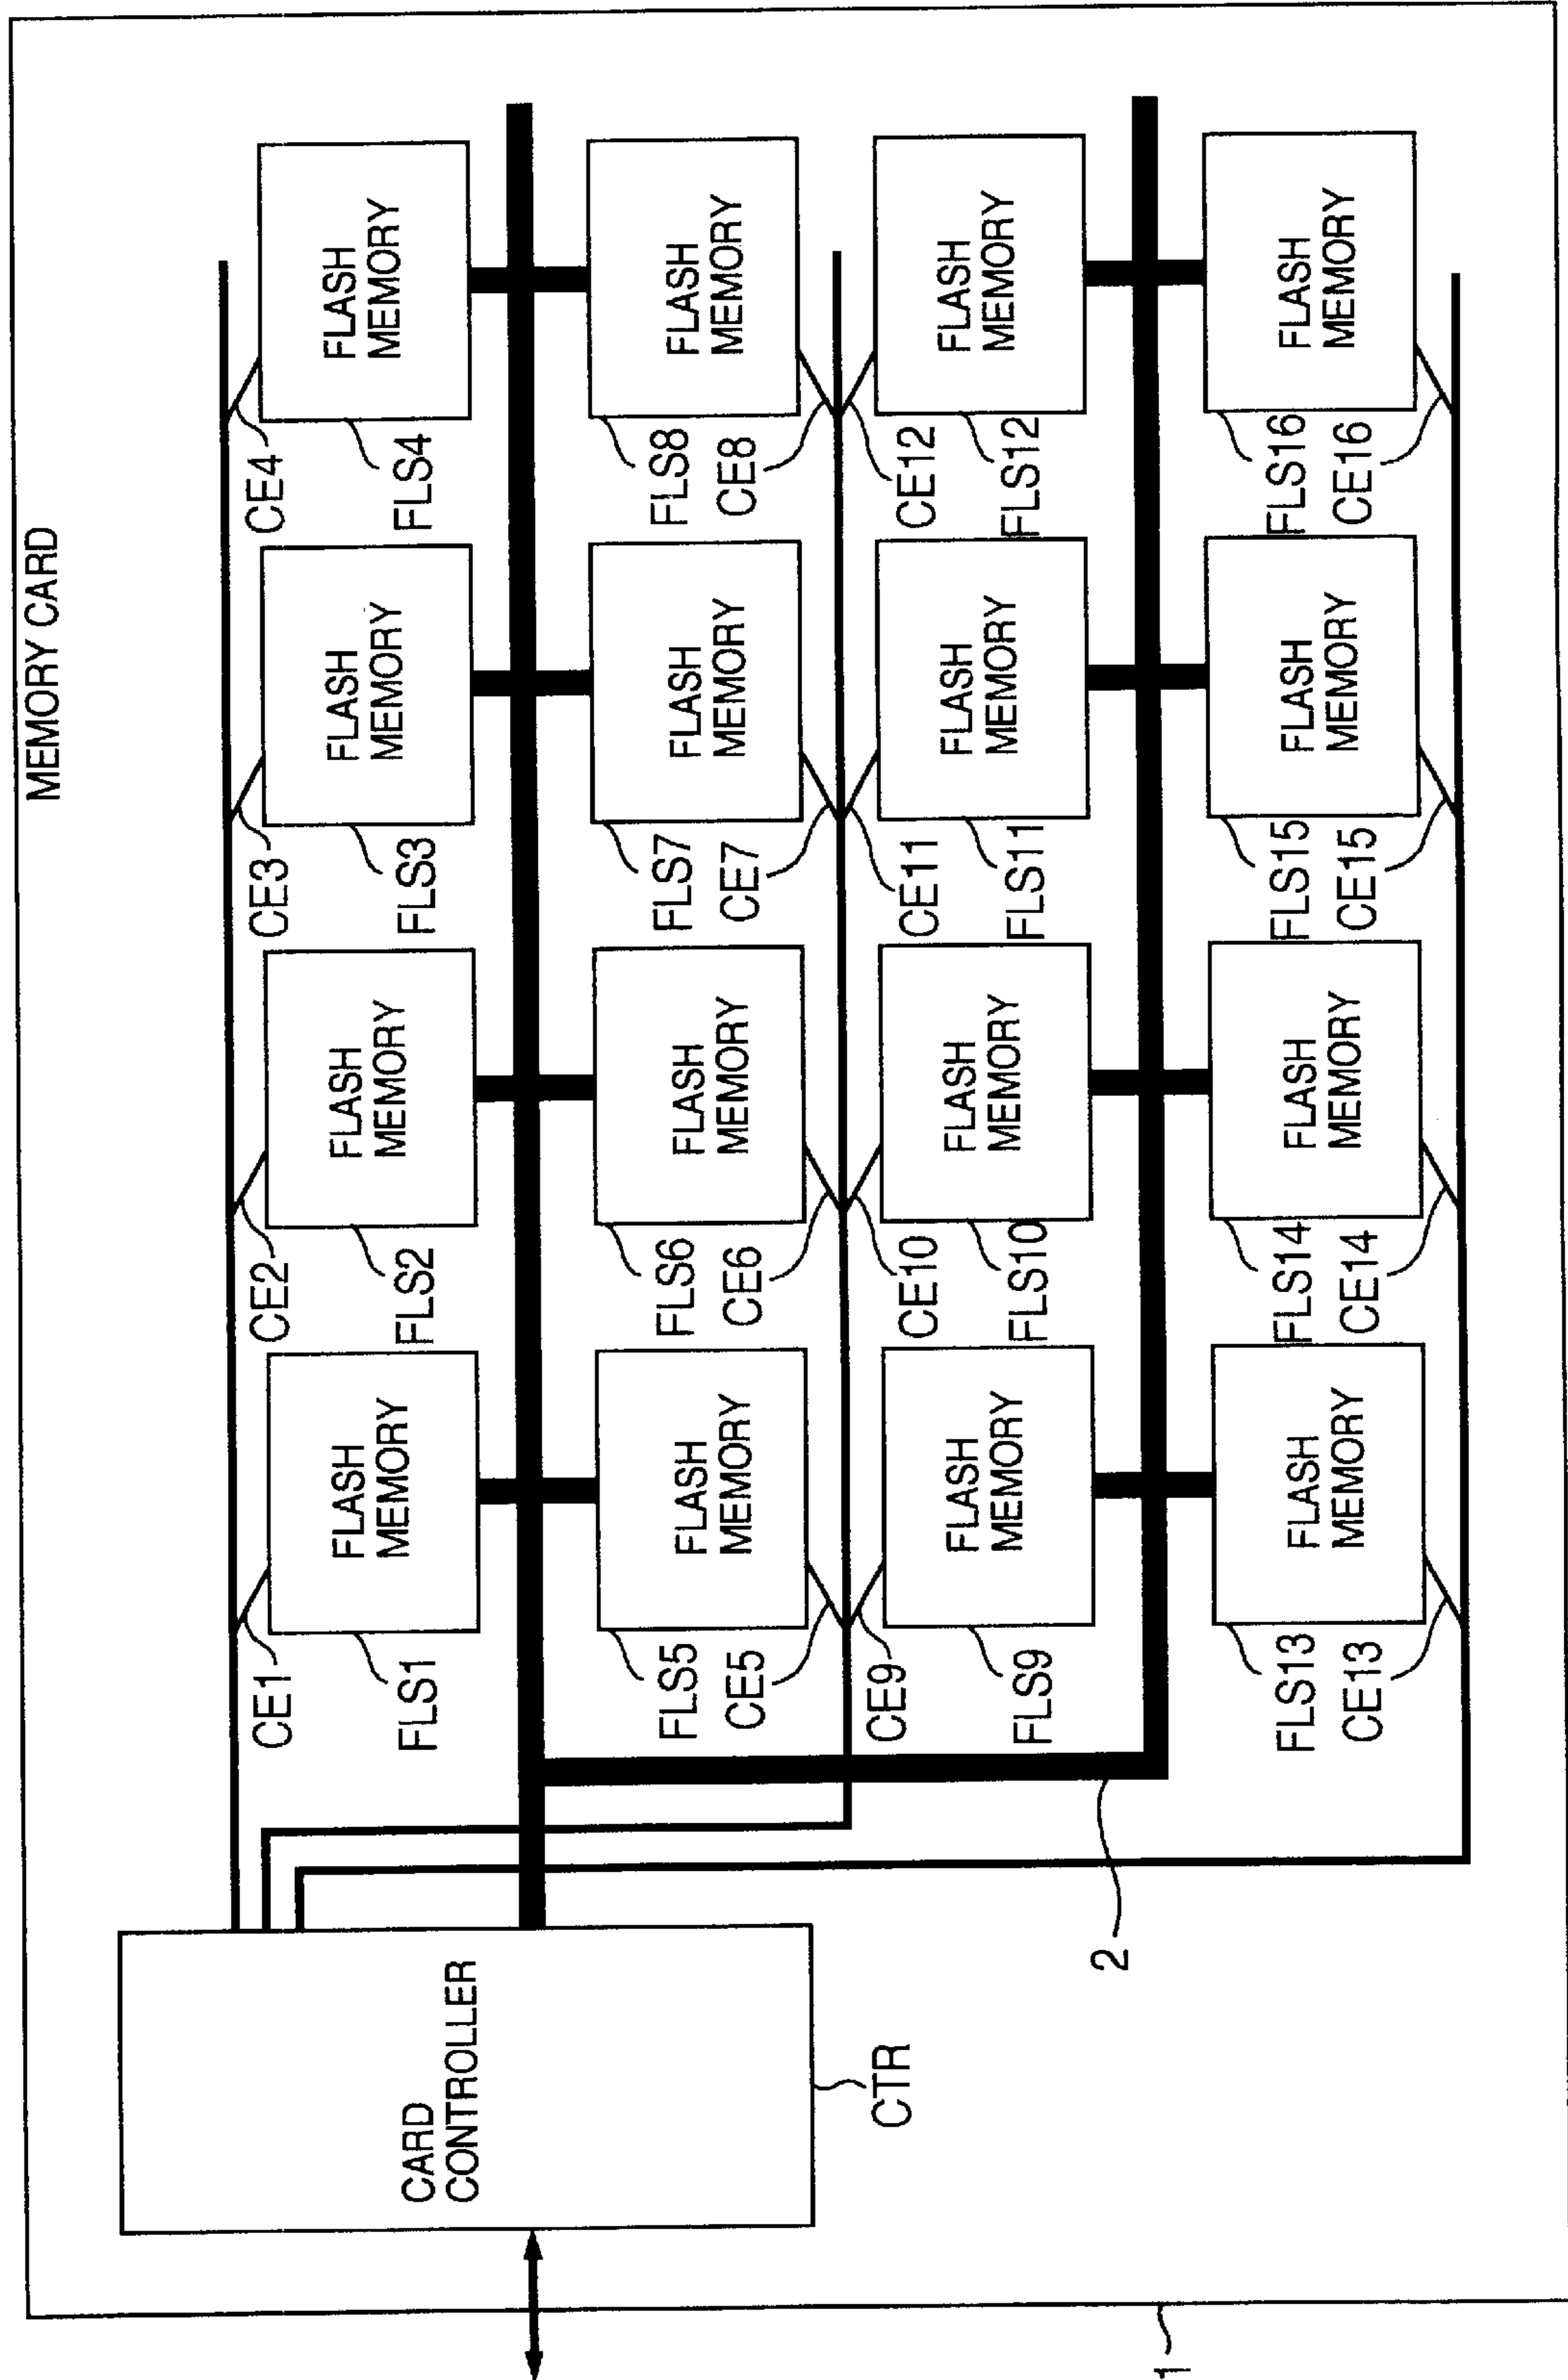 MEMORY CARD
CARD
CONTROLLER
CTR
CE1
CE2
CE3
CE4
FLASH
MEMORY
FLASH
MEMORY
FLASH
MEMORY
FLASH
MEMORY
FLS1
FLS2
FLS3
FLS4
FLASH
MEMORY
FLASH
MEMORY
FLASH
MEMORY
FLASH
MEMORY
FLS5
FLS6
FLS7
FLS8
CE5
CE6
CE7
CE8
CE9
CE10
CE11
CE12
FLASH
MEMORY
FLASH
MEMORY
FLASH
MEMORY
FLASH
MEMORY
FLS9
FLS10
FLS11
FLS12
2
FLASH
MEMORY
FLASH
MEMORY
FLASH
MEMORY
FLASH
MEMORY
FLS13
FLS14
FLS15
FLS16
CE13
CE14
CE15
CE16
1